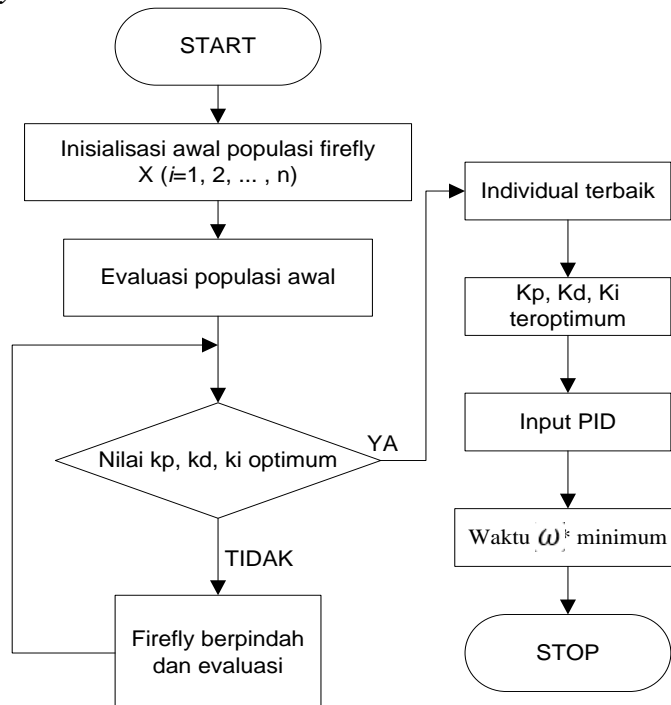 START
Inisialisasi awal populasi firefly
X (i=1, 2, ... , n)
Evaluasi populasi awal
Nilai kp, kd, ki optimum
YA
TIDAK
Firefly berpindah
dan evaluasi
Individual terbaik
Kp, Kd, Ki
teroptimum
Input PID
Waktu ω * minimum
STOP